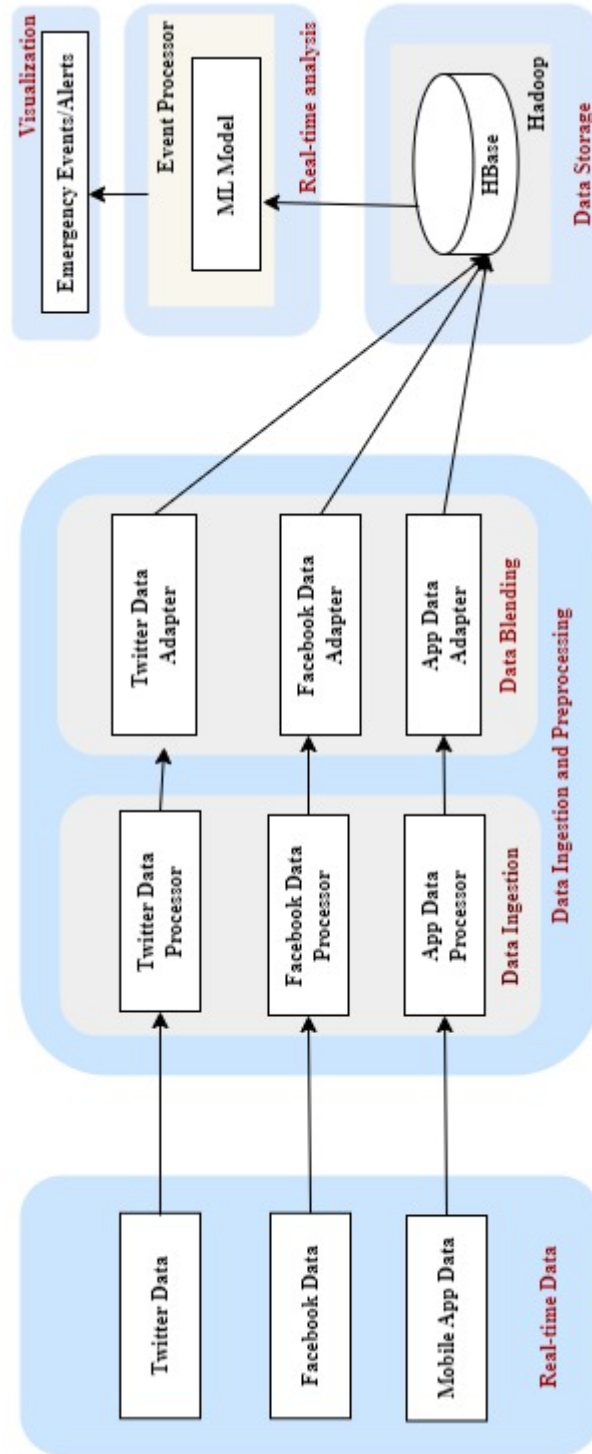 Twitter Data
Facebook Data
Mobile App Data
Real-time Data
Twitter Data
Processor
Facebook Data
Processor
App Data
Processor
Data Ingestion
Twitter Data
Adapter
Facebook Data
Adapter
App Data
Adapter
Data Blending
Data Ingestion and Preprocessing
Visualization
Emergency Events/Alerts
Event Processor
ML Model
Real-time analysis
HBase
Hadoop
Data Storage